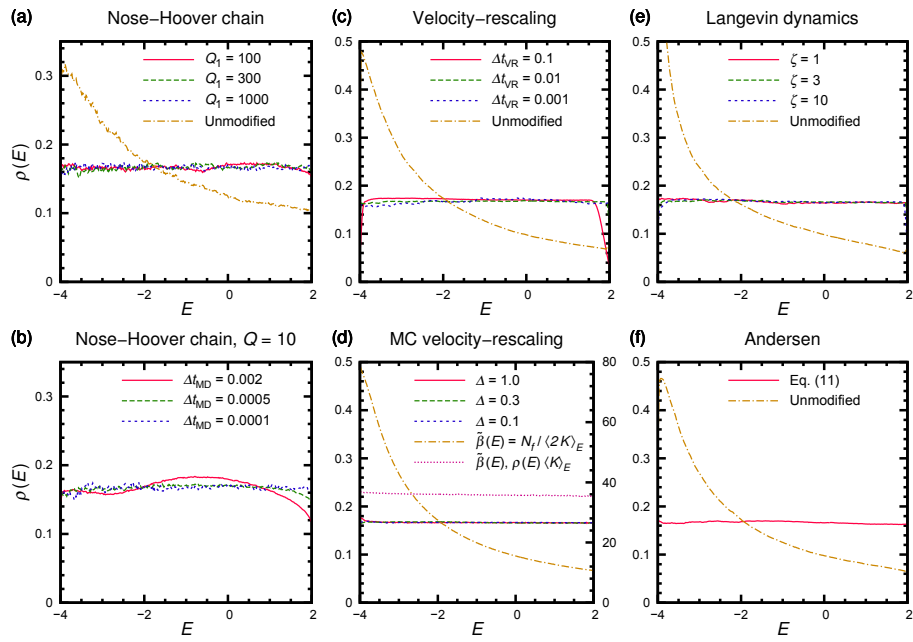 (a) Nose−Hoover chain
Q1 = 100
Q1 = 300
Q1 = 1000
Unmodified
0.3
0.2
0.1
0
ρ(E)
−4 −2 0 2
E
(c) Velocity−rescaling
ΔtVR = 0.1
ΔtVR = 0.01
ΔtVR = 0.001
Unmodified
0.5
0.4
0.3
0.2
0.1
0
−4 −2 0 2
E
(e) Langevin dynamics
ζ = 1
ζ = 3
ζ = 10
Unmodified
0.5
0.4
0.3
0.2
0.1
0
−4 −2 0 2
E
(b) Nose−Hoover chain, Q = 10
ΔtMD = 0.002
ΔtMD = 0.0005
ΔtMD = 0.0001
0.3
0.2
0.1
0
ρ(E)
−4 −2 0 2
E
(d) MC velocity−rescaling
Δ = 1.0
Δ = 0.3
Δ = 0.1
β̃(E) = Nf / ⟨2K⟩E
β̃(E), ρ(E) ⟨K⟩E
0.5
0.4
0.3
0.2
0.1
0
80
60
40
20
0
−4 −2 0 2
E
(f) Andersen
Eq. (11)
Unmodified
0.5
0.4
0.3
0.2
0.1
0
−4 −2 0 2
E